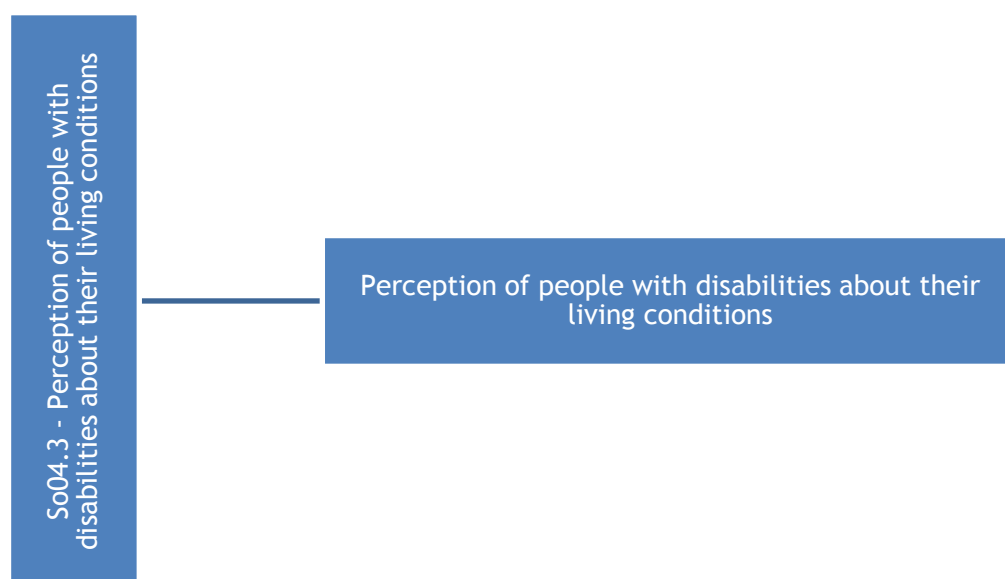 So04.3 - Perception of people with
disabilities about their living conditions
Perception of people with disabilities about their
living conditions